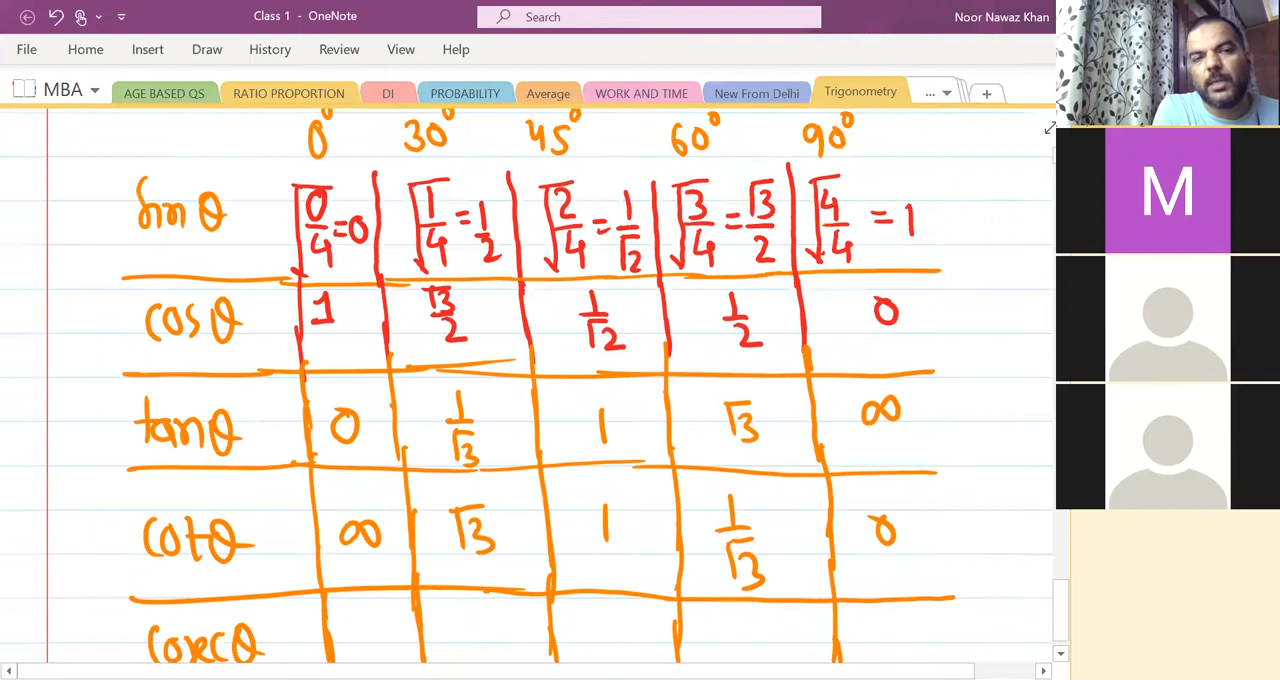 Class 1 - OneNote
Search
Noor Nawaz Khan
File Home Insert Draw History Review View Help
MBA AGE BASED QS RATIO PROPORTION DI PROBABILITY Average WORK AND TIME New From Delhi Trigonometry ... +
0° 30° 45° 60° 90°
Sinθ √(0/4)=0 √(1/4)=1/2 √(2/4)=1/√2 √(3/4)=√3/2 √(4/4)=1
Cosθ 1 √3/2 1/√2 1/2 0
tanθ 0 1/√3 1 √3 ∞
Cotθ ∞ √3 1 1/√3 0
Cosecθ
M